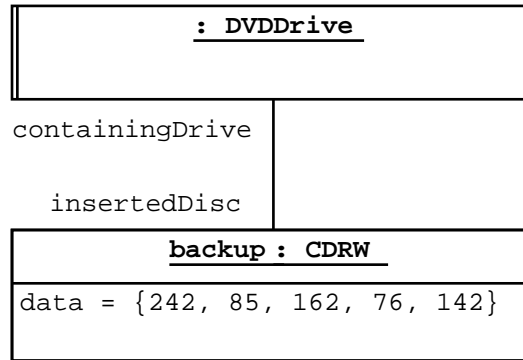 : DVDDrive
containingDrive
insertedDisc
backup : CDRW
data = {242, 85, 162, 76, 142}